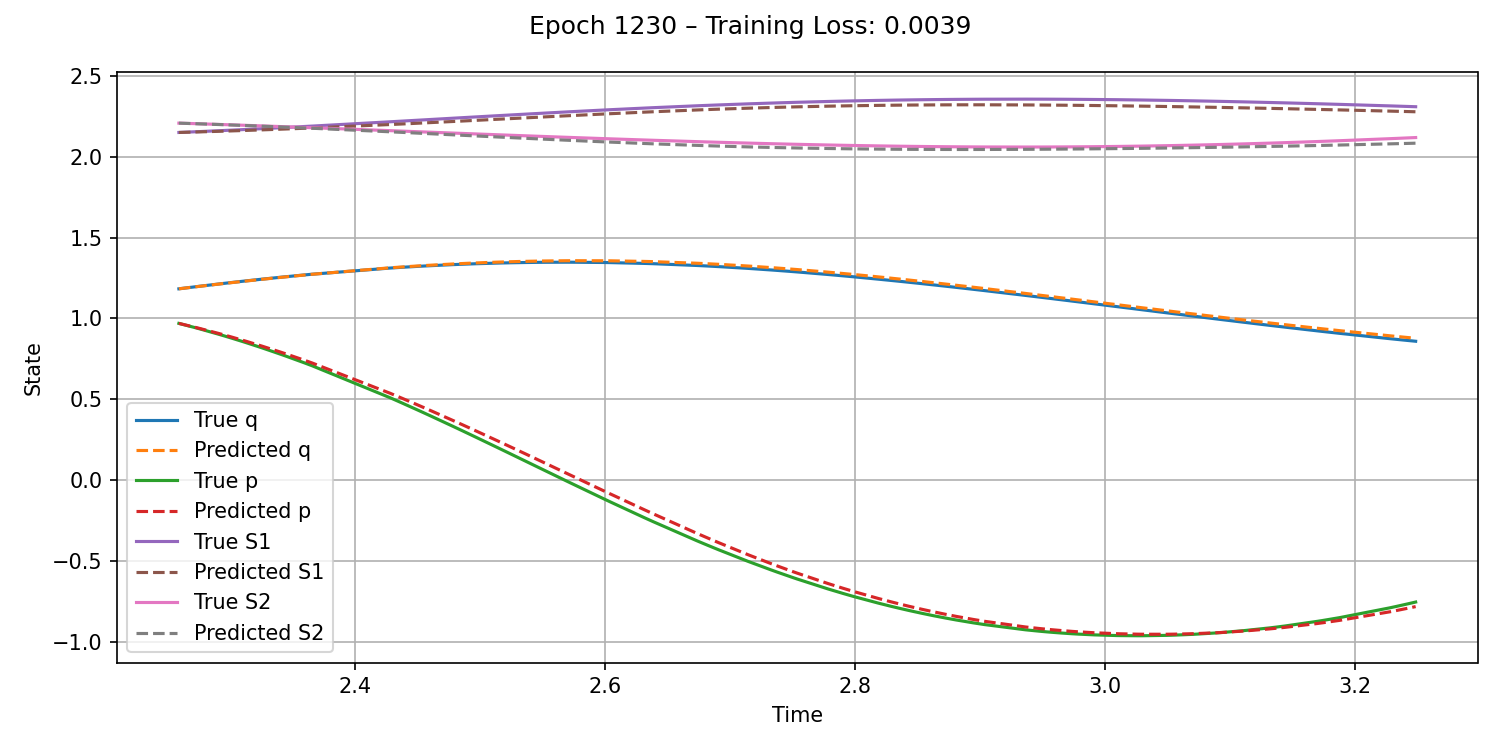 Epoch 1230 – Training Loss: 0.0039
State
2.5
2.0
1.5
1.0
0.5
0.0
−0.5
−1.0
True q
Predicted q
True p
Predicted p
True S1
Predicted S1
True S2
Predicted S2
2.4
2.6
2.8
3.0
3.2
Time